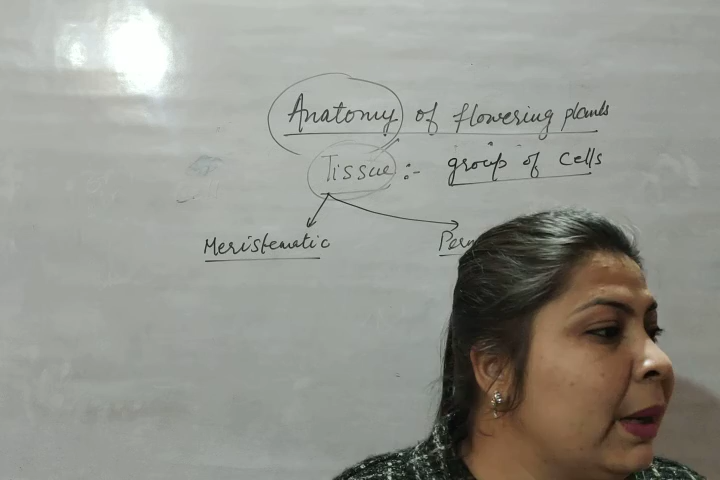 Anatomy of flowering plants
Tissue :- group of cells
Meristematic